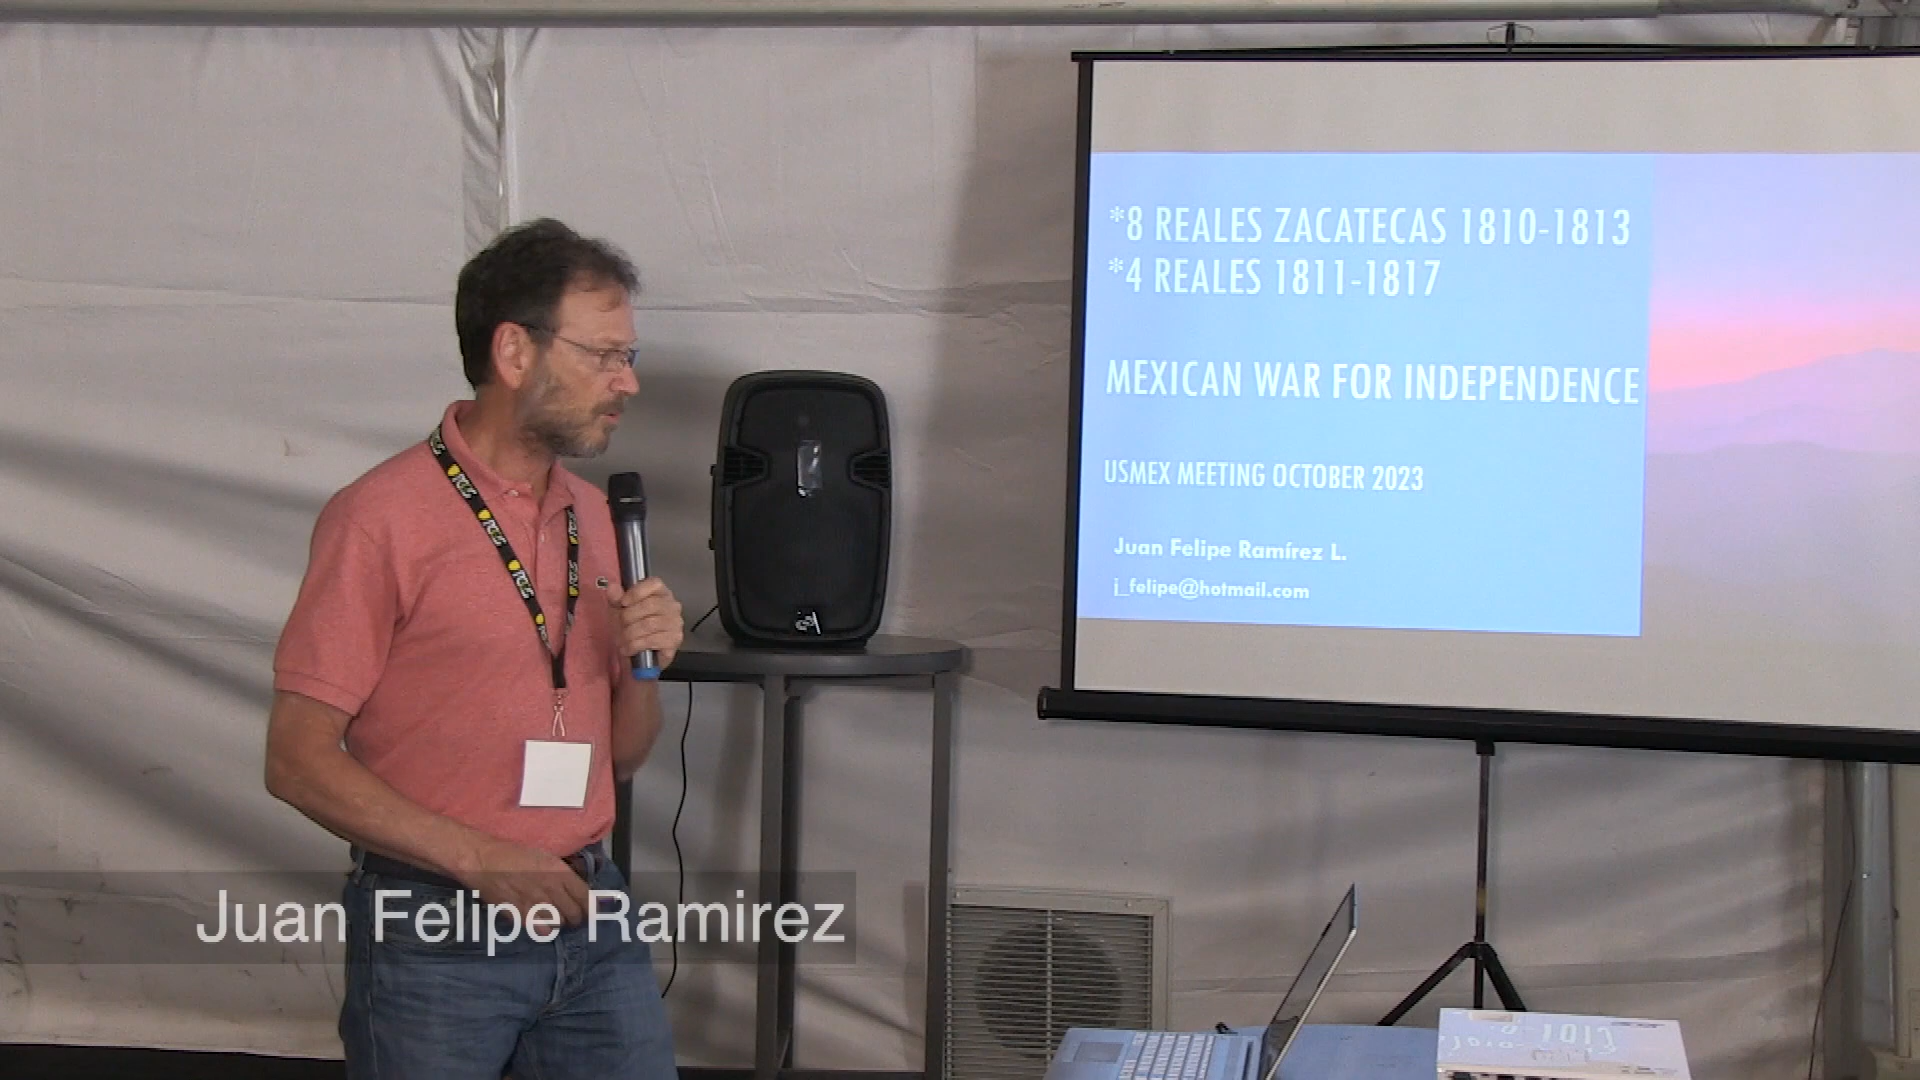 *8 REALES ZACATECAS 1810-1813
*4 REALES 1811-1817
MEXICAN WAR FOR INDEPENDENCE
USMEX MEETING OCTOBER 2023
Juan Felipe Ramírez L.
j_felipe@hotmail.com
Juan Felipe Ramirez